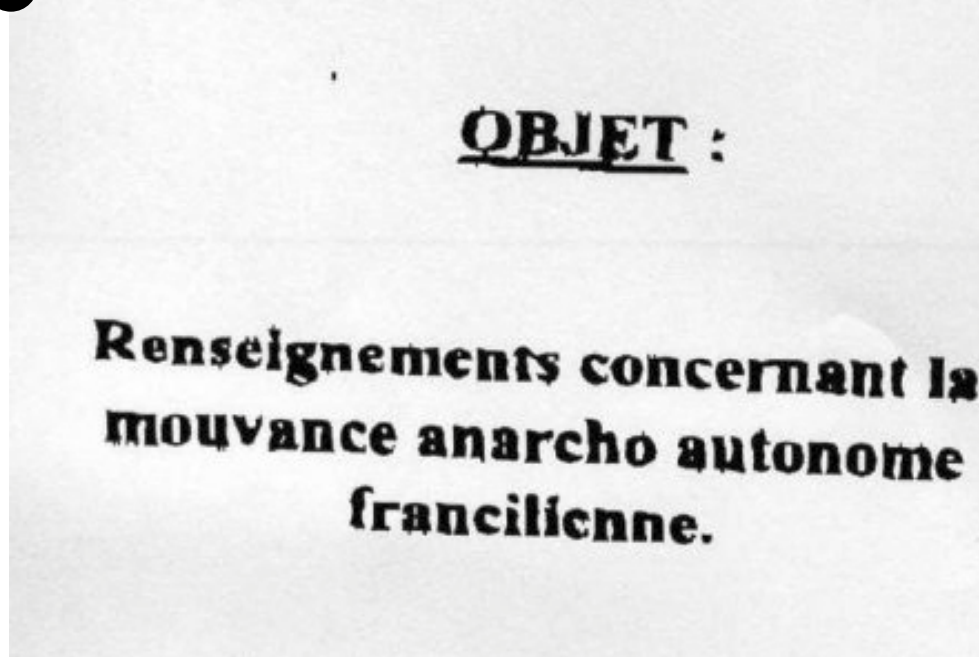 OBJET :
Renseignements concernant la
mouvance anarcho autonome
francilienne.